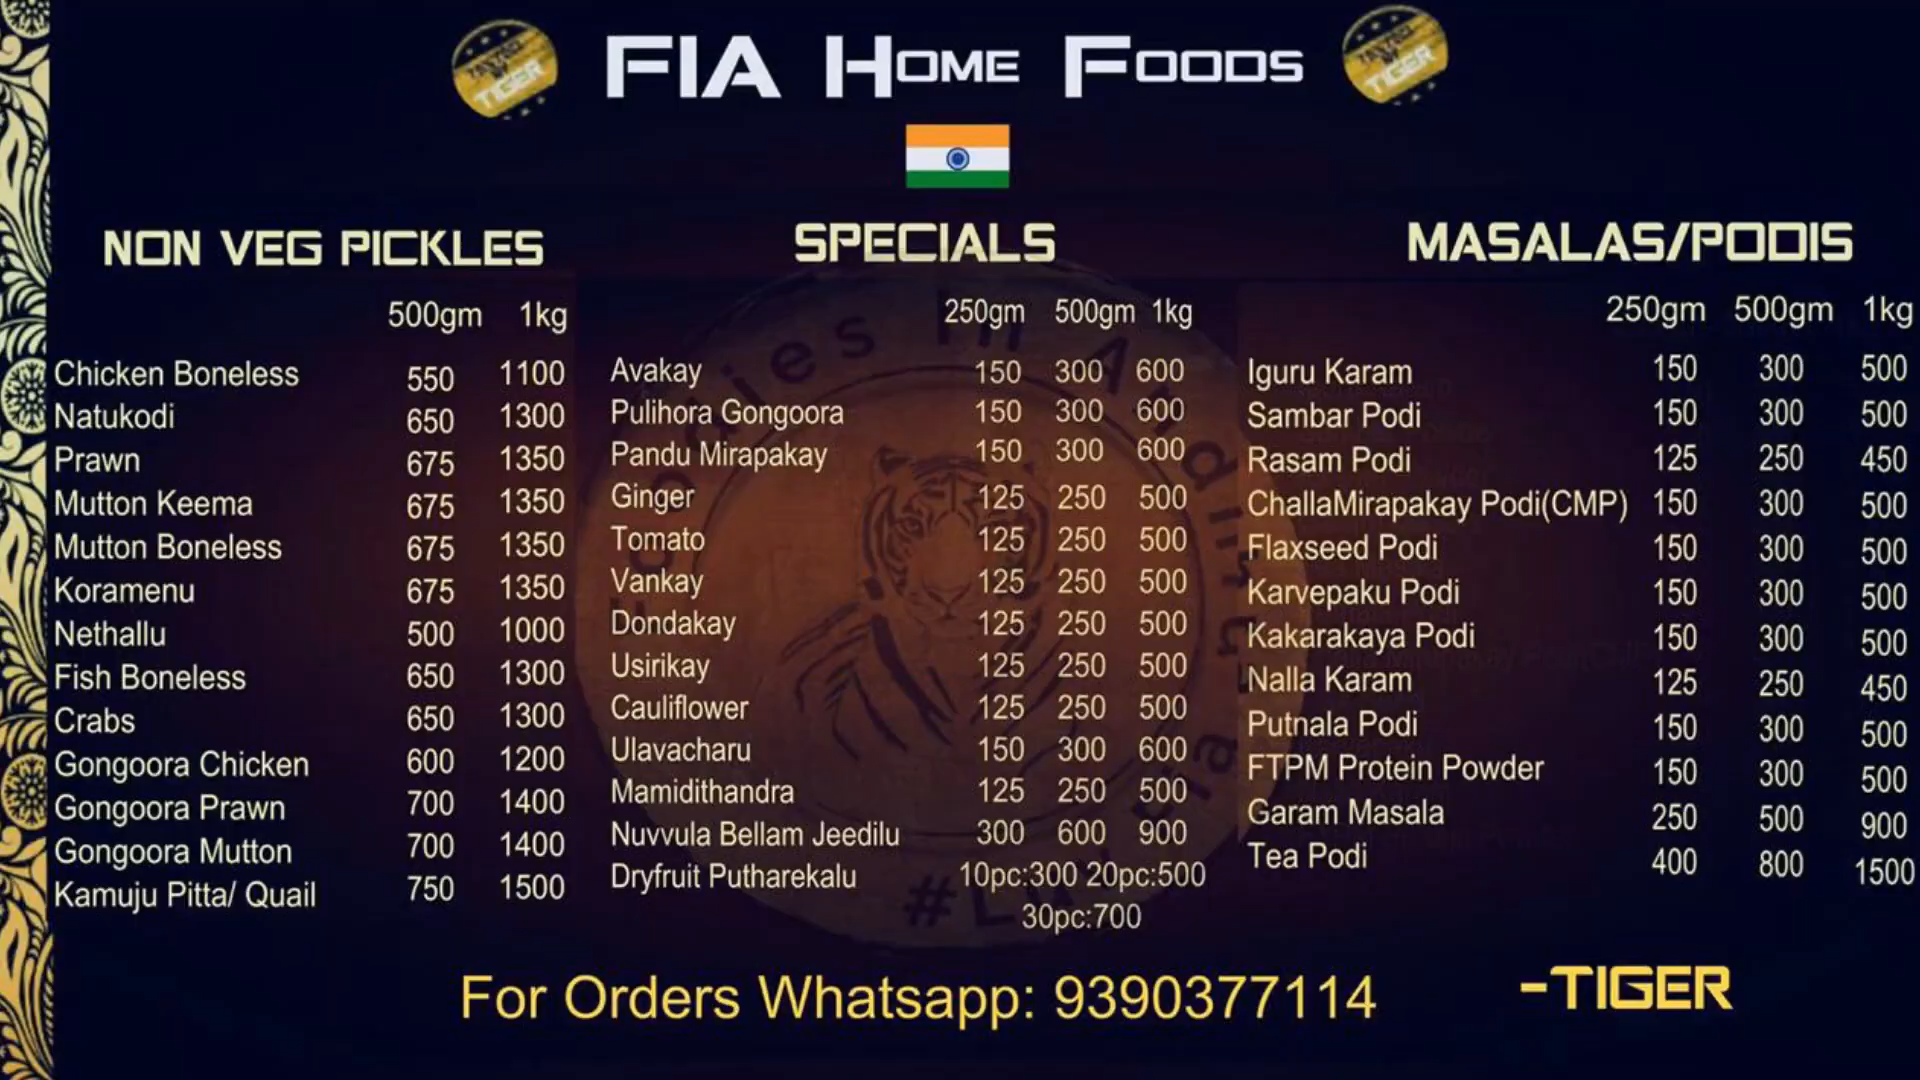 FIA HOME FOODS
TIGER
TIGER
NON VEG PICKLES
500gm 1kg
Chicken Boneless 550 1100
Natukodi 650 1300
Prawn 675 1350
Mutton Keema 675 1350
Mutton Boneless 675 1350
Koramenu 675 1350
Nethallu 500 1000
Fish Boneless 650 1300
Crabs 650 1300
Gongoora Chicken 600 1200
Gongoora Prawn 700 1400
Gongoora Mutton 700 1400
Kamuju Pitta/ Quail 750 1500
SPECIALS
250gm 500gm 1kg
Avakay 150 300 600
Pulihora Gongoora 150 300 600
Pandu Mirapakay 150 300 600
Ginger 125 250 500
Tomato 125 250 500
Vankay 125 250 500
Dondakay 125 250 500
Usirikay 125 250 500
Cauliflower 125 250 500
Ulavacharu 150 300 600
Mamidithandra 125 250 500
Nuvvula Bellam Jeedilu 300 600 900
Dryfruit Putharekalu 10pc:300 20pc:500
30pc:700
MASALAS/PODIS
250gm 500gm 1kg
Iguru Karam 150 300 500
Sambar Podi 150 300 500
Rasam Podi 125 250 450
ChallaMirapakay Podi(CMP) 150 300 500
Flaxseed Podi 150 300 500
Karvepaku Podi 150 300 500
Kakarakaya Podi 150 300 500
Nalla Karam 125 250 450
Putnala Podi 150 300 500
FTPM Protein Powder 150 300 500
Garam Masala 250 500 900
Tea Podi 400 800 1500
For Orders Whatsapp: 9390377114
-TIGER